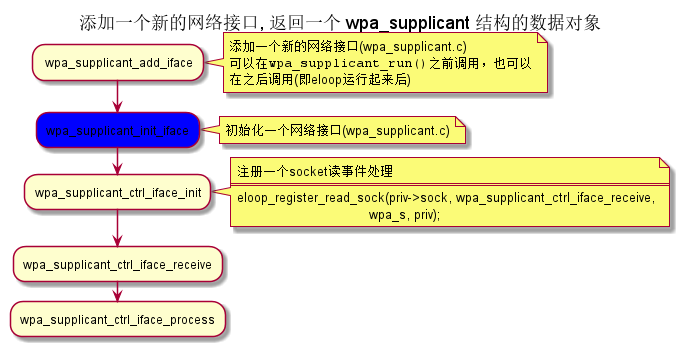 添加一个新的网络接口, 返回一个 wpa_supplicant 结构的数据对象
wpa_supplicant_add_iface
添加一个新的网络接口(wpa_supplicant.c)
可以在wpa_supplicant_run()之前调用，也可以
在之后调用(即eloop运行起来后)
wpa_supplicant_init_iface
初始化一个网络接口(wpa_supplicant.c)
wpa_supplicant_ctrl_iface_init
注册一个socket读事件处理
eloop_register_read_sock(priv->sock, wpa_supplicant_ctrl_iface_receive,
wpa_s, priv);
wpa_supplicant_ctrl_iface_receive
wpa_supplicant_ctrl_iface_process